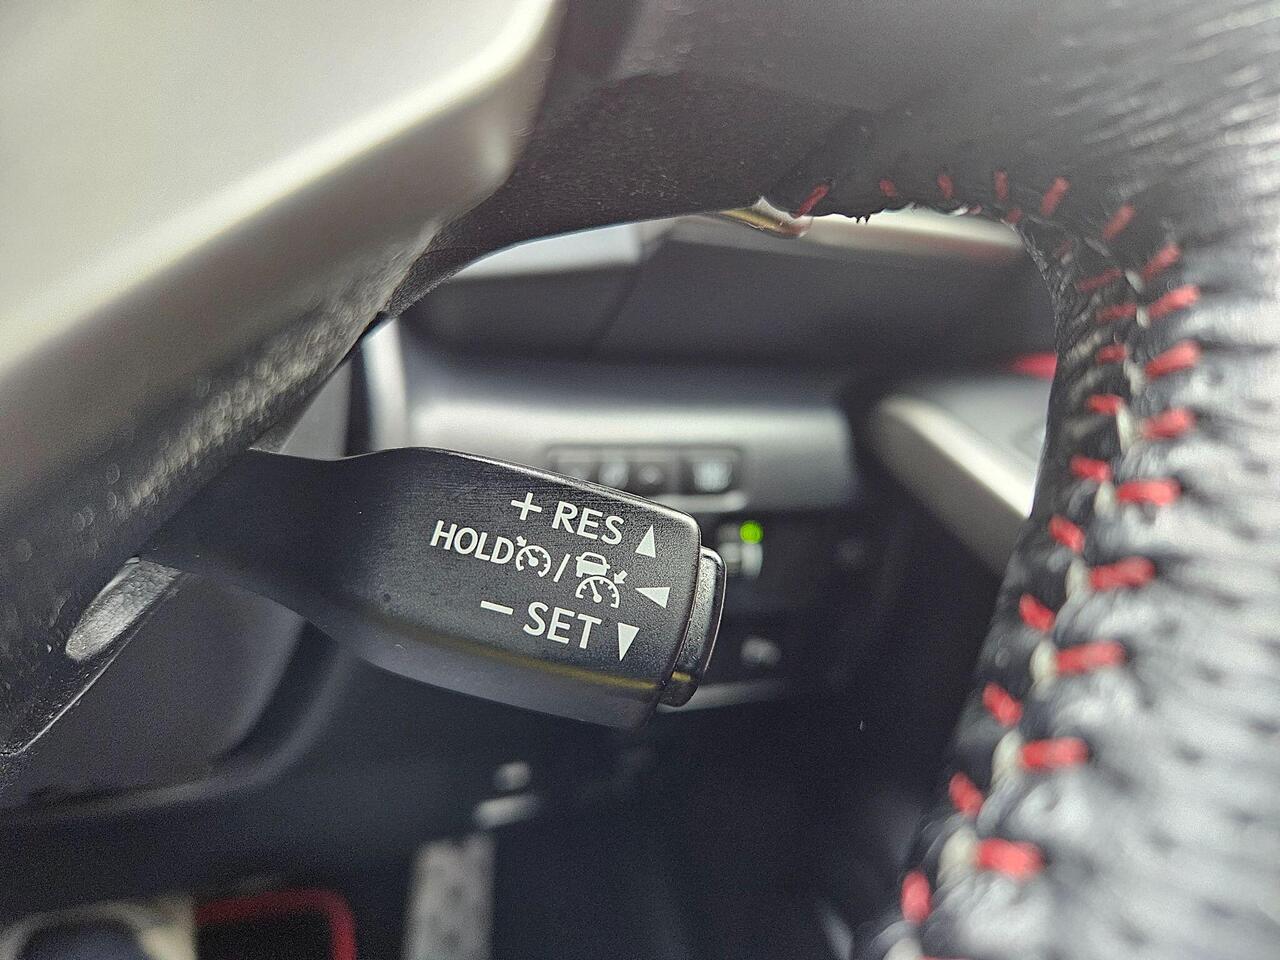 + RES
HOLD /
− SET